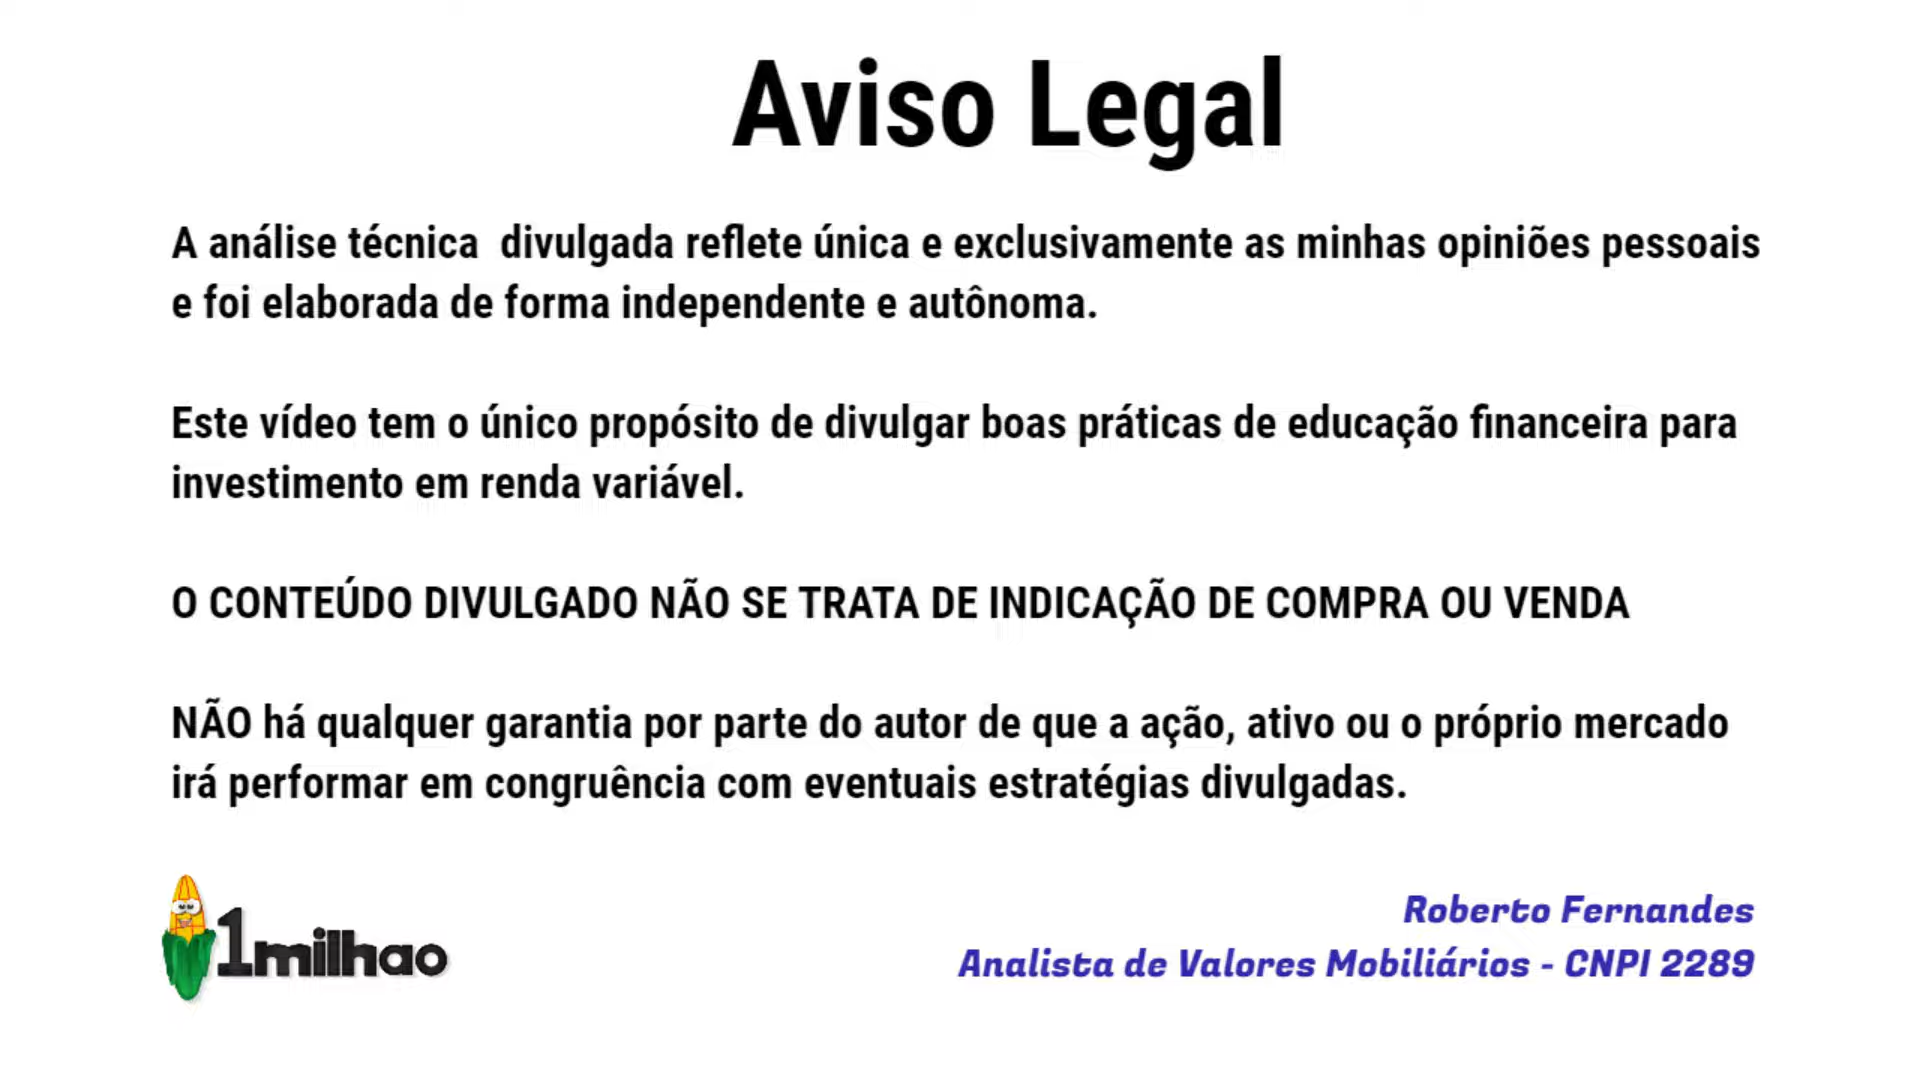 Aviso Legal
A análise técnica divulgada reflete única e exclusivamente as minhas opiniões pessoais
e foi elaborada de forma independente e autônoma.
Este vídeo tem o único propósito de divulgar boas práticas de educação financeira para
investimento em renda variável.
O CONTEÚDO DIVULGADO NÃO SE TRATA DE INDICAÇÃO DE COMPRA OU VENDA
NÃO há qualquer garantia por parte do autor de que a ação, ativo ou o próprio mercado
irá performar em congruência com eventuais estratégias divulgadas.
1milhao
Roberto Fernandes
Analista de Valores Mobiliários - CNPI 2289